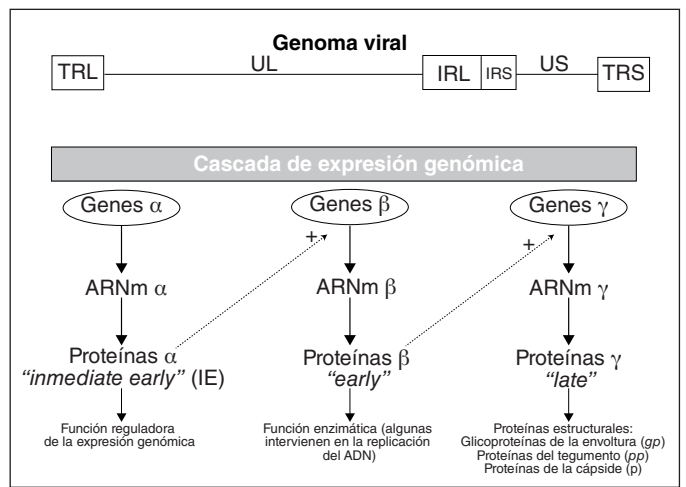 Genoma viral
TRL
UL
IRL
IRS
US
TRS
Cascada de expresión genómica
Genes α
Genes β
Genes γ
+
+
ARNm α
ARNm β
ARNm γ
Proteínas α
"inmediate early" (IE)
Proteínas β
"early"
Proteínas γ
"late"
Función reguladora
de la expresión genómica
Función enzimática (algunas
intervienen en la replicación
del ADN)
Proteínas estructurales:
Glicoproteínas de la envoltura (gp)
Proteínas del tegumento (pp)
Proteínas de la cápside (p)